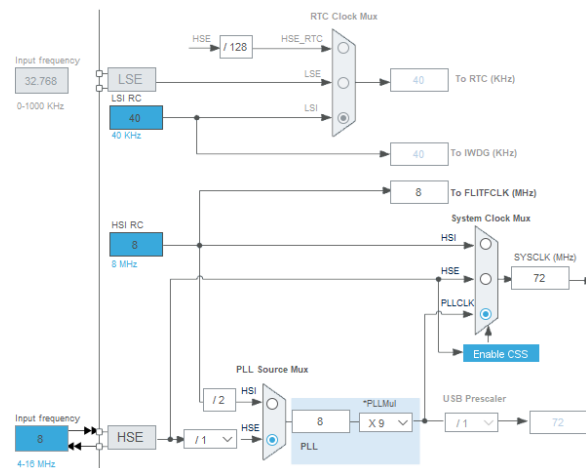 RTC Clock Mux
HSE
/ 128
HSE_RTC
Input frequency
32.768
0-1000 KHz
LSE
LSE
40
To RTC (KHz)
LSI RC
40
40 KHz
LSI
40
To IWDG (KHz)
8
To FLITFCLK (MHz)
System Clock Mux
HSI RC
8
8 MHz
HSI
SYSCLK (MHz)
HSE
72
PLLCLK
Enable CSS
PLL Source Mux
HSI
/ 2
*PLLMul
USB Prescaler
Input frequency
8
4-16 MHz
HSE
/ 1
HSE
8
X 9
PLL
/ 1
72